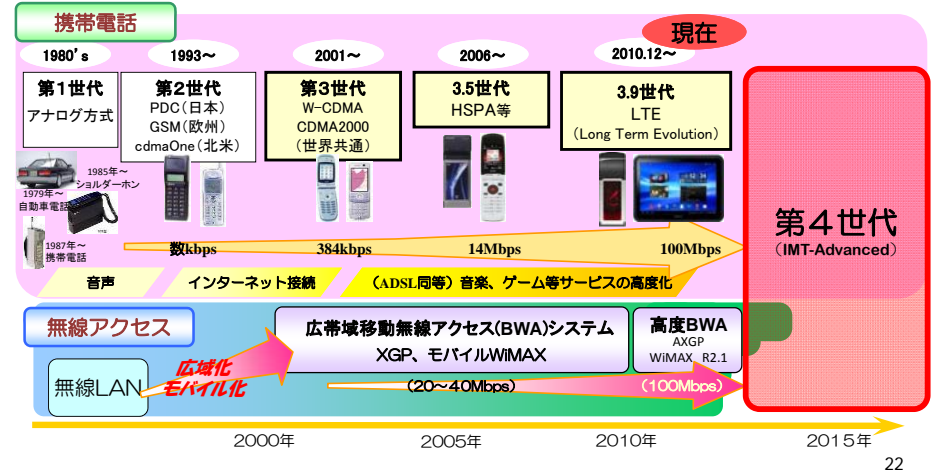 携帯電話
現在
1980's
1993～
2001～
2006～
2010.12～
第1世代
アナログ方式
第2世代
PDC(日本)
GSM(欧州)
cdmaOne(北米)
第3世代
W-CDMA
CDMA2000
(世界共通)
3.5世代
HSPA等
3.9世代
LTE
(Long Term Evolution)
第4世代
(IMT-Advanced)
1985年～
ショルダーホン
1979年～
自動車電話
1987年～
携帯電話
数kbps
384kbps
14Mbps
100Mbps
音声
インターネット接続
(ADSL同等)音楽、ゲーム等サービスの高度化
無線アクセス
広帯域移動無線アクセス(BWA)システム
XGP、モバイルWiMAX
高度BWA
AXGP
WiMAX R2.1
無線LAN
広域化
モバイル化
(20～40Mbps)
(100Mbps)
2000年
2005年
2010年
2015年
22